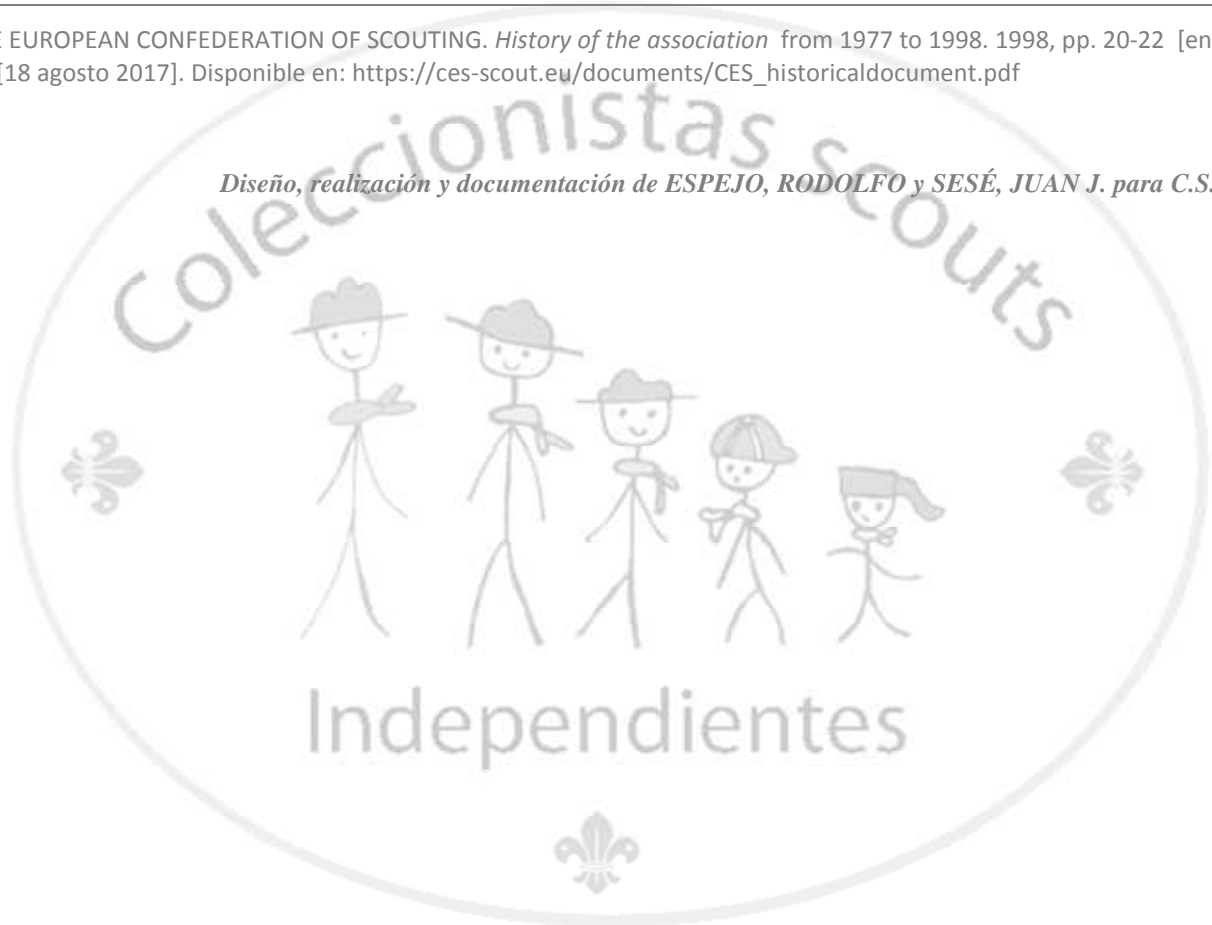 E EUROPEAN CONFEDERATION OF SCOUTING. History of the association from 1977 to 1998. 1998, pp. 20-22 [en
[18 agosto 2017]. Disponible en: https://ces-scout.eu/documents/CES_historicaldocument.pdf
Diseño, realización y documentación de ESPEJO, RODOLFO y SESÉ, JUAN J. para C.S.
Coleccionistas scouts
Independientes